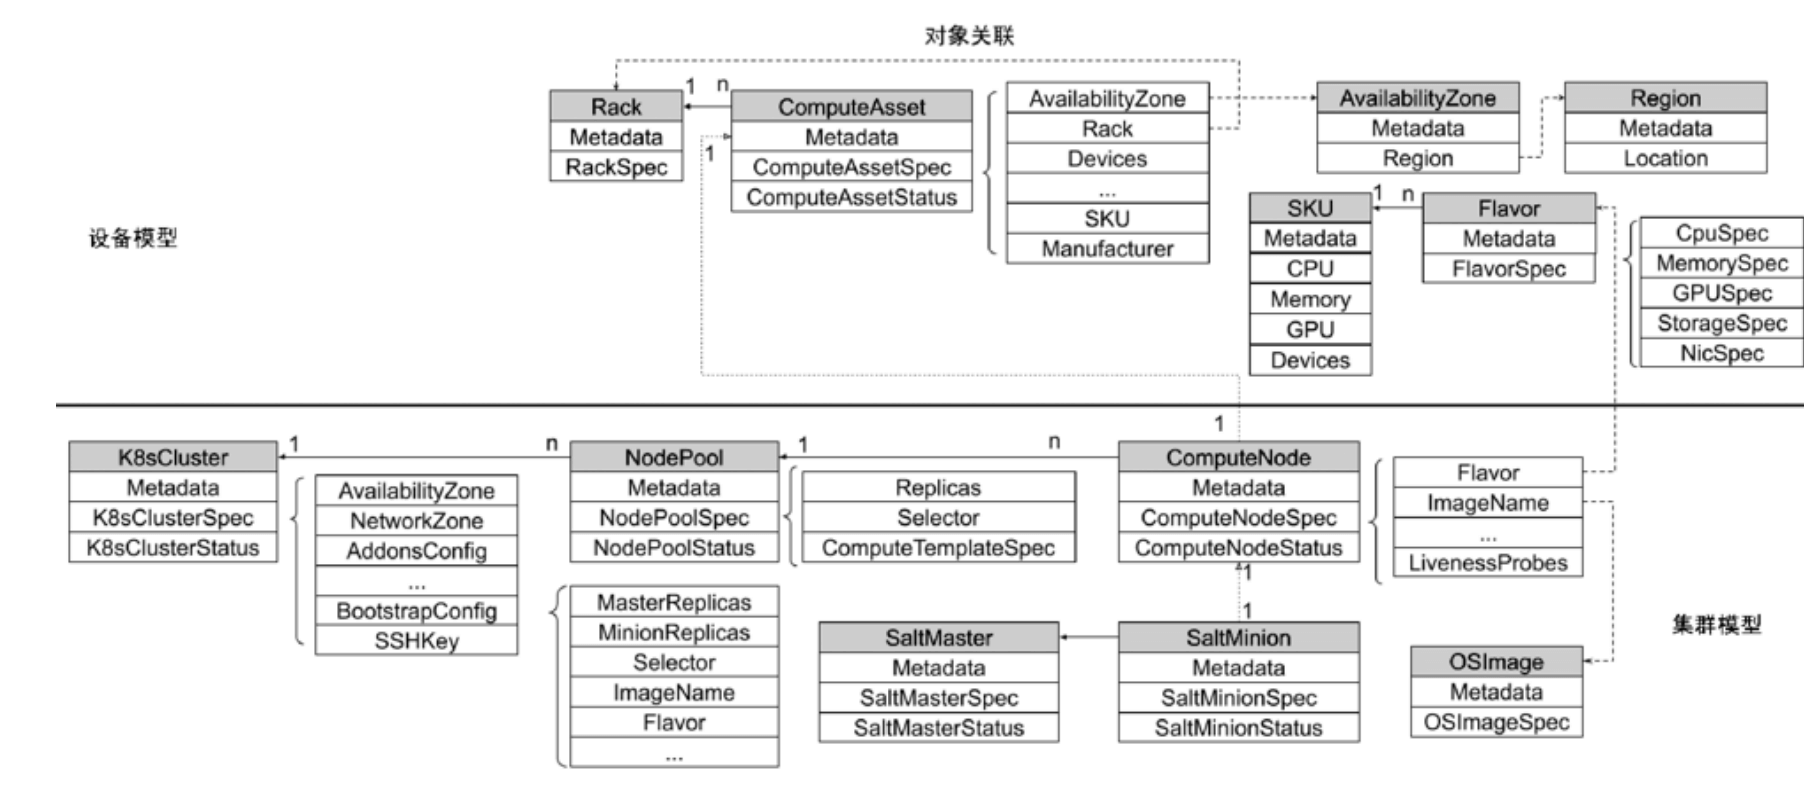 对象关联
设备模型
1
n
Rack
Metadata
RackSpec
1
ComputeAsset
Metadata
ComputeAssetSpec
ComputeAssetStatus
AvailabilityZone
Rack
Devices
...
SKU
Manufacturer
AvailabilityZone
Metadata
Region
Region
Metadata
Location
1
n
SKU
Metadata
CPU
Memory
GPU
Devices
Flavor
Metadata
FlavorSpec
CpuSpec
MemorySpec
GPUSpec
StorageSpec
NicSpec
集群模型
K8sCluster
Metadata
K8sClusterSpec
K8sClusterStatus
1
n
AvailabilityZone
NetworkZone
AddonsConfig
...
BootstrapConfig
SSHKey
NodePool
Metadata
NodePoolSpec
NodePoolStatus
1
n
Replicas
Selector
ComputeTemplateSpec
MasterReplicas
MinionReplicas
Selector
ImageName
Flavor
...
1
ComputeNode
Metadata
ComputeNodeSpec
ComputeNodeStatus
1
1
Flavor
ImageName
...
LivenessProbes
SaltMaster
Metadata
SaltMasterSpec
SaltMasterStatus
SaltMinion
Metadata
SaltMinionSpec
SaltMinionStatus
OSImage
Metadata
OSImageSpec